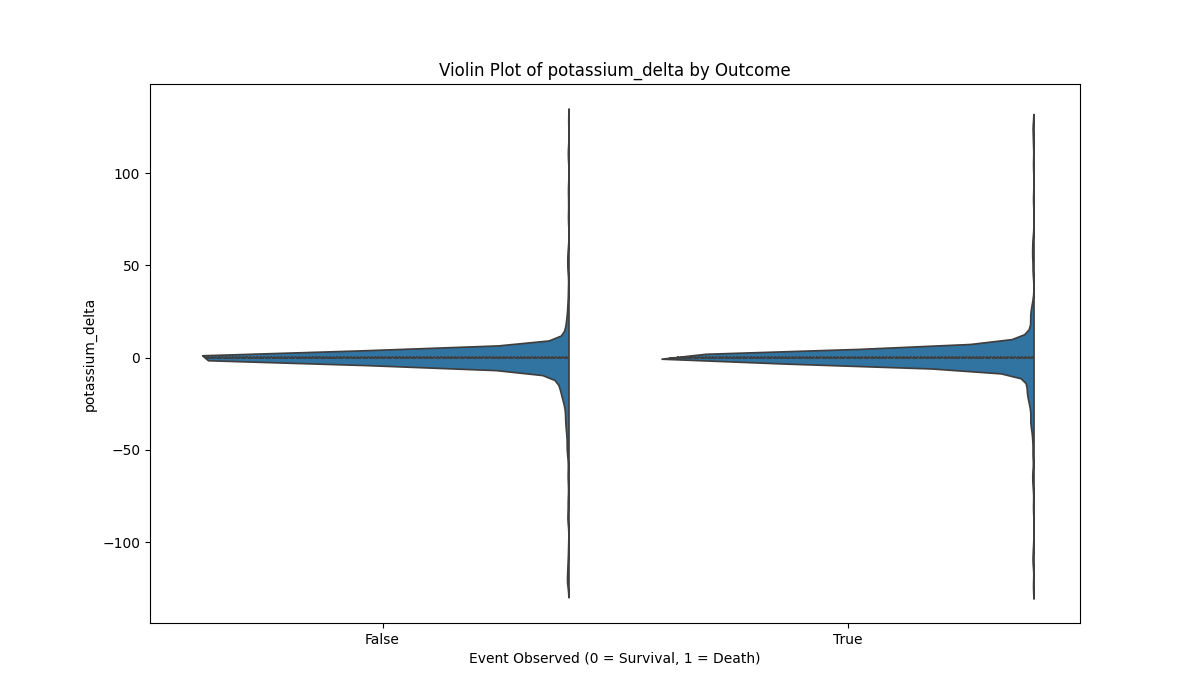 Violin Plot of potassium_delta by Outcome
potassium_delta
100
50
0
−50
−100
False
True
Event Observed (0 = Survival, 1 = Death)